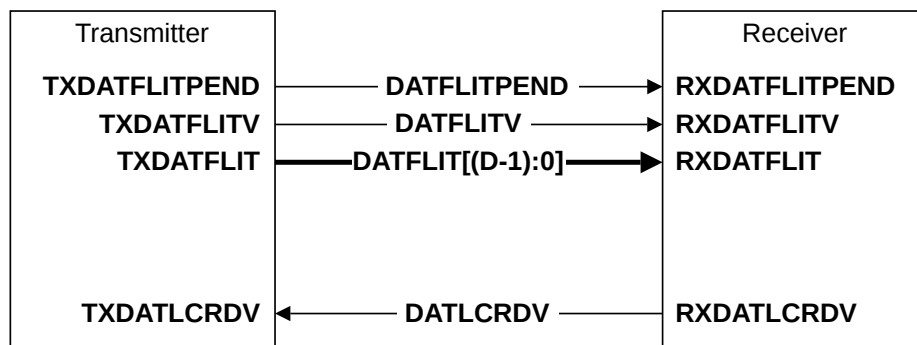 Transmitter Receiver
TXDATFLITPEND DATFLITPEND RXDATFLITPEND
TXDATFLITV DATFLITV RXDATFLITV
TXDATFLIT DATFLIT[(D-1):0] RXDATFLIT
TXDATLCRDV DATLCRDV RXDATLCRDV